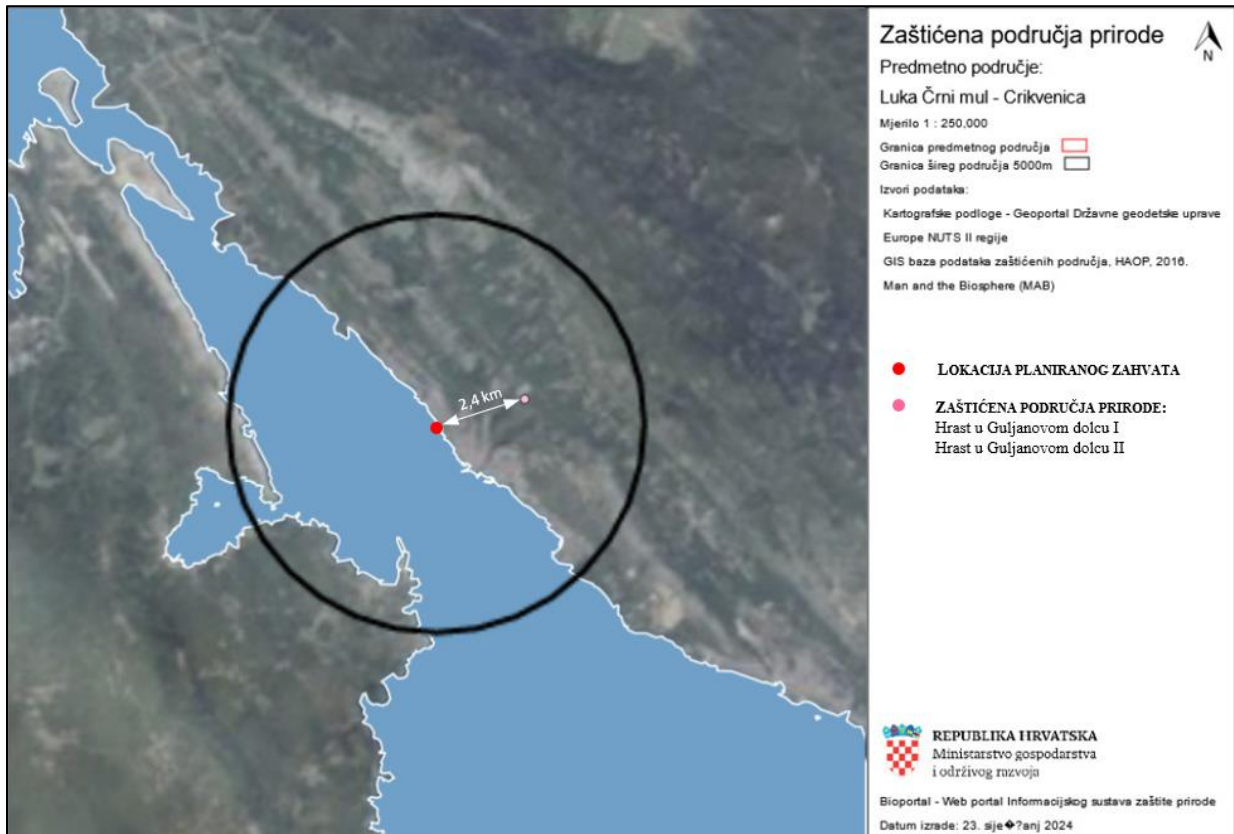 Zaštićena područja prirode
N
Predmetno područje:
Luka Črni mul - Crikvenica
Mjerilo 1 : 250,000
Granica predmetnog područja
Granica šireg područja 5000m
Izvori podataka:
Kartografske podloge - Geoportal Državne geodetske uprave
Europe NUTS II regije
GIS baza podataka zaštićenih područja, HAOP, 2016.
Man and the Biosphere (MAB)
LOKACIJA PLANIRANOG ZAHVATA
ZAŠTIĆENA PODRUČJA PRIRODE:
Hrast u Guljanovom dolcu I
Hrast u Guljanovom dolcu II
2,4 km
REPUBLIKA HRVATSKA
Ministarstvo gospodarstva
i održivog razvoja
Bioportal - Web portal Informacijskog sustava zaštite prirode
Datum izrade: 23. sije�?anj 2024